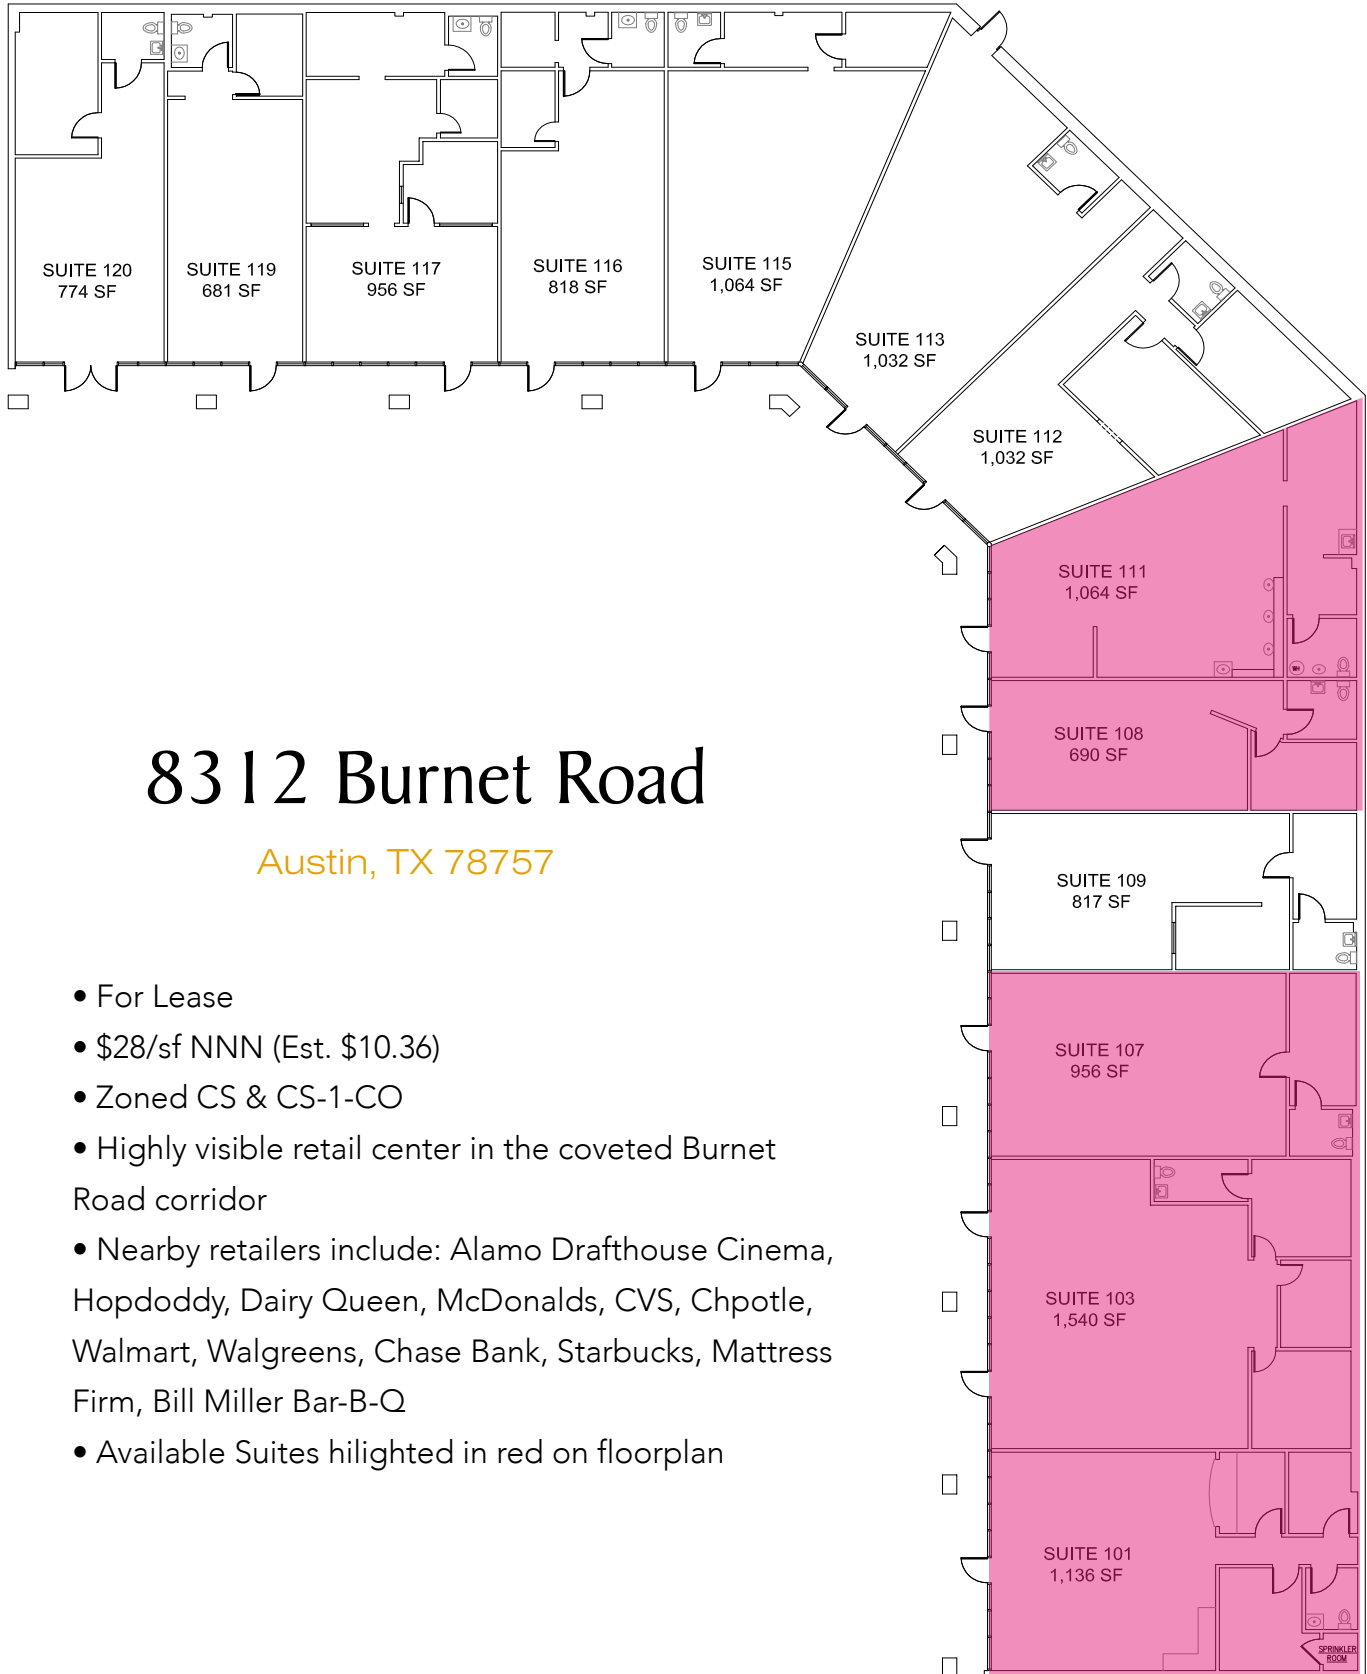 SUITE 120
774 SF
SUITE 119
681 SF
SUITE 117
956 SF
SUITE 116
818 SF
SUITE 115
1,064 SF
SUITE 113
1,032 SF
SUITE 112
1,032 SF
SUITE 111
1,064 SF
WH
SUITE 108
690 SF
SUITE 109
817 SF
SUITE 107
956 SF
SUITE 103
1,540 SF
SUITE 101
1,136 SF
SPRINKLER
ROOM
8312 Burnet Road
Austin, TX 78757
• For Lease
• $28/sf NNN (Est. $10.36)
• Zoned CS & CS-1-CO
• Highly visible retail center in the coveted Burnet
Road corridor
• Nearby retailers include: Alamo Drafthouse Cinema,
Hopdoddy, Dairy Queen, McDonalds, CVS, Chpotle,
Walmart, Walgreens, Chase Bank, Starbucks, Mattress
Firm, Bill Miller Bar-B-Q
• Available Suites hilighted in red on floorplan